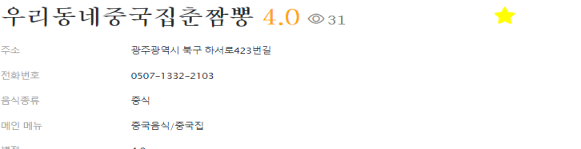 우리동네중국집춘짬뽕 4.0 31
주소 광주광역시 북구 하서로423번길
전화번호 0507-1332-2103
음식종류 중식
메인 메뉴 중국음식/중국집